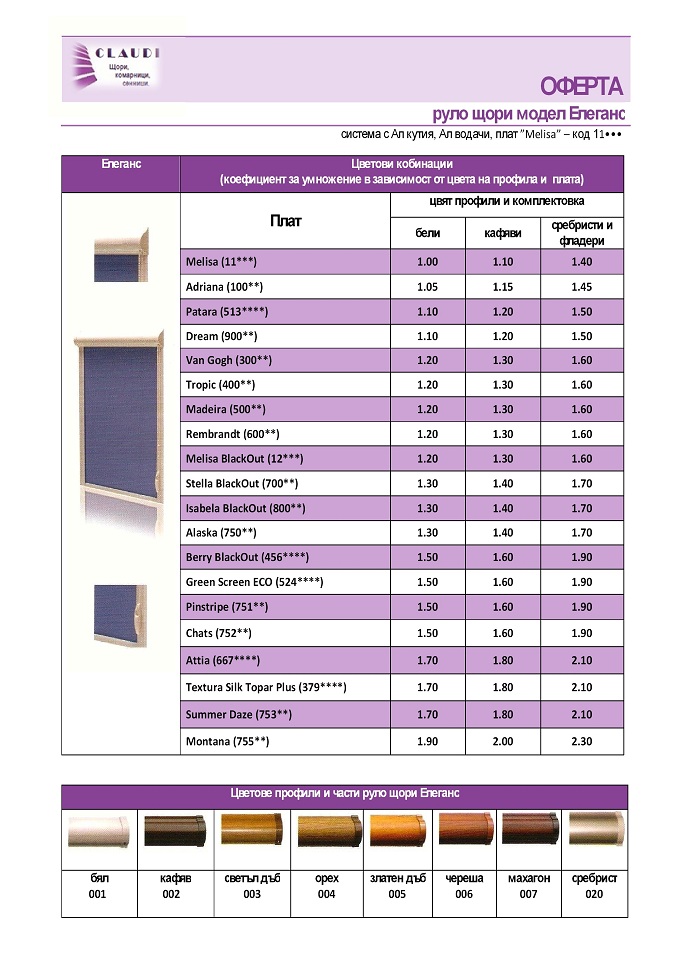 CLAUDI
Щори,
комарници,
сенници.
ОФЕРТА
руло щори модел Елеганс
система с Ал кутия, Ал водачи, плат ”Melisa” – код 11•••
Елеганс
Цветови кобинации
(коефициент за умножение в зависимост от цвета на профила и плата)
Плат
цвят профили и комплектовка
бели кафяви сребристи и
фладери
Melisa (11***) 1.00 1.10 1.40
Adriana (100**) 1.05 1.15 1.45
Patara (513****) 1.10 1.20 1.50
Dream (900**) 1.10 1.20 1.50
Van Gogh (300**) 1.20 1.30 1.60
Tropic (400**) 1.20 1.30 1.60
Madeira (500**) 1.20 1.30 1.60
Rembrandt (600**) 1.20 1.30 1.60
Melisa BlackOut (12***) 1.20 1.30 1.60
Stella BlackOut (700**) 1.30 1.40 1.70
Isabela BlackOut (800**) 1.30 1.40 1.70
Alaska (750**) 1.30 1.40 1.70
Berry BlackOut (456****) 1.50 1.60 1.90
Green Screen ECO (524****) 1.50 1.60 1.90
Pinstripe (751**) 1.50 1.60 1.90
Chats (752**) 1.50 1.60 1.90
Attia (667****) 1.70 1.80 2.10
Textura Silk Topar Plus (379****) 1.70 1.80 2.10
Summer Daze (753**) 1.70 1.80 2.10
Montana (755**) 1.90 2.00 2.30
Цветове профили и части руло щори Елеганс
бял кафяв светъл дъб орех златен дъб череша махагон сребрист
001 002 003 004 005 006 007 020